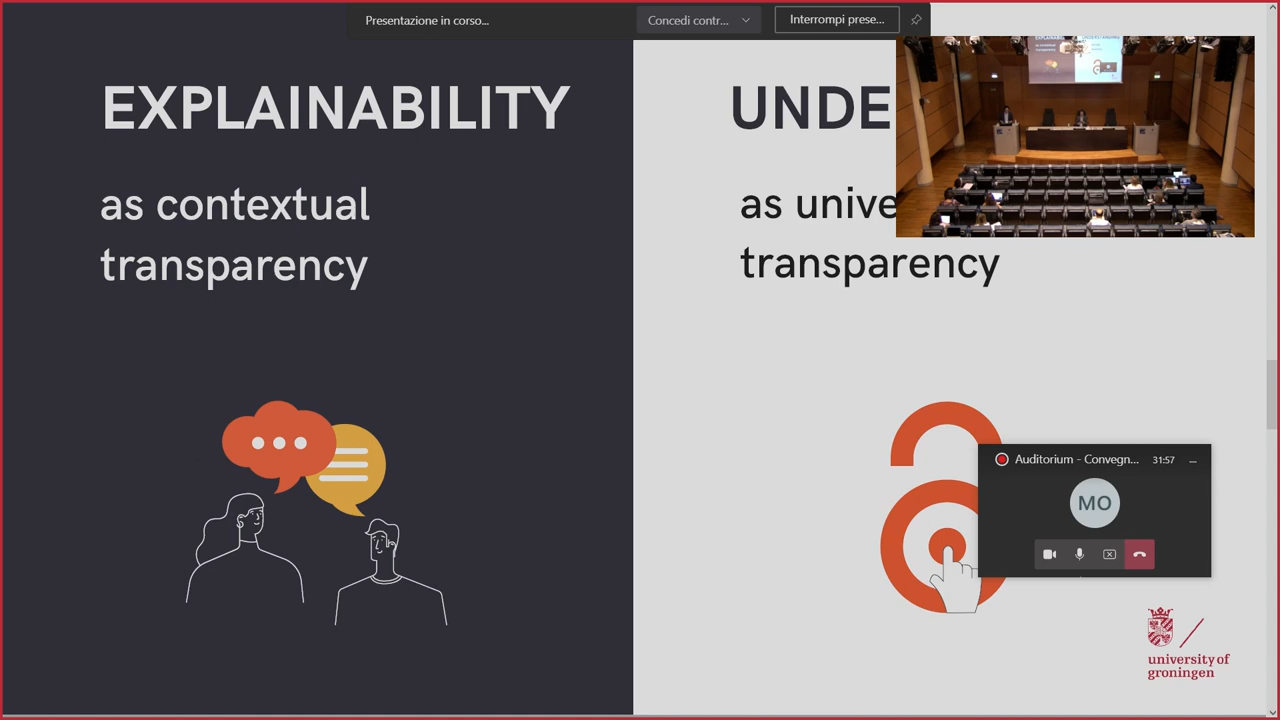 Presentazione in corso...
Concedi contr...
Interrompi prese...
EXPLAINABILITY
as contextual
transparency
UNDE
as unive
transparency
Auditorium - Convegn...
31:57
MO
university of
groningen